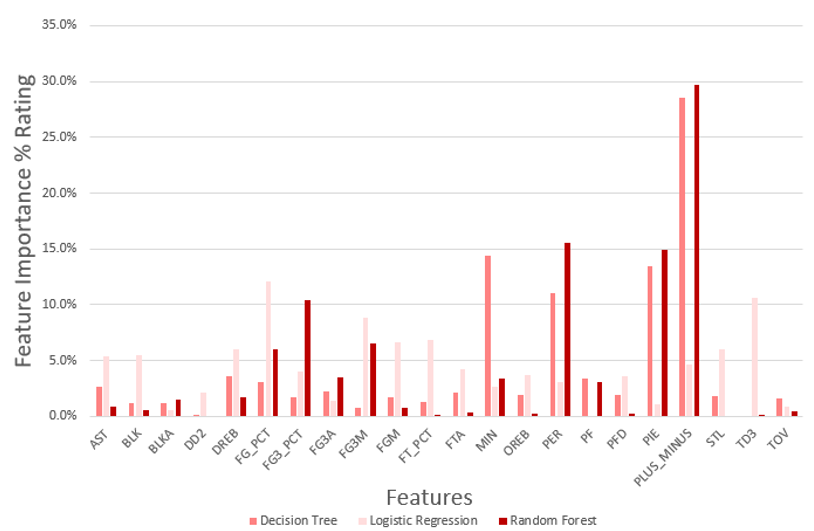 35.0%
30.0%
25.0%
20.0%
15.0%
10.0%
5.0%
0.0%
Feature Importance % Rating
AST
BLK
BLKA
DD2
DREB
FG_PCT
FG3_PCT
FG3A
FG3M
FGM
FT_PCT
FTA
MIN
OREB
PER
PF
PFD
PIE
PLUS_MINUS
STL
TD3
TOV
Features
Decision Tree Logistic Regression Random Forest